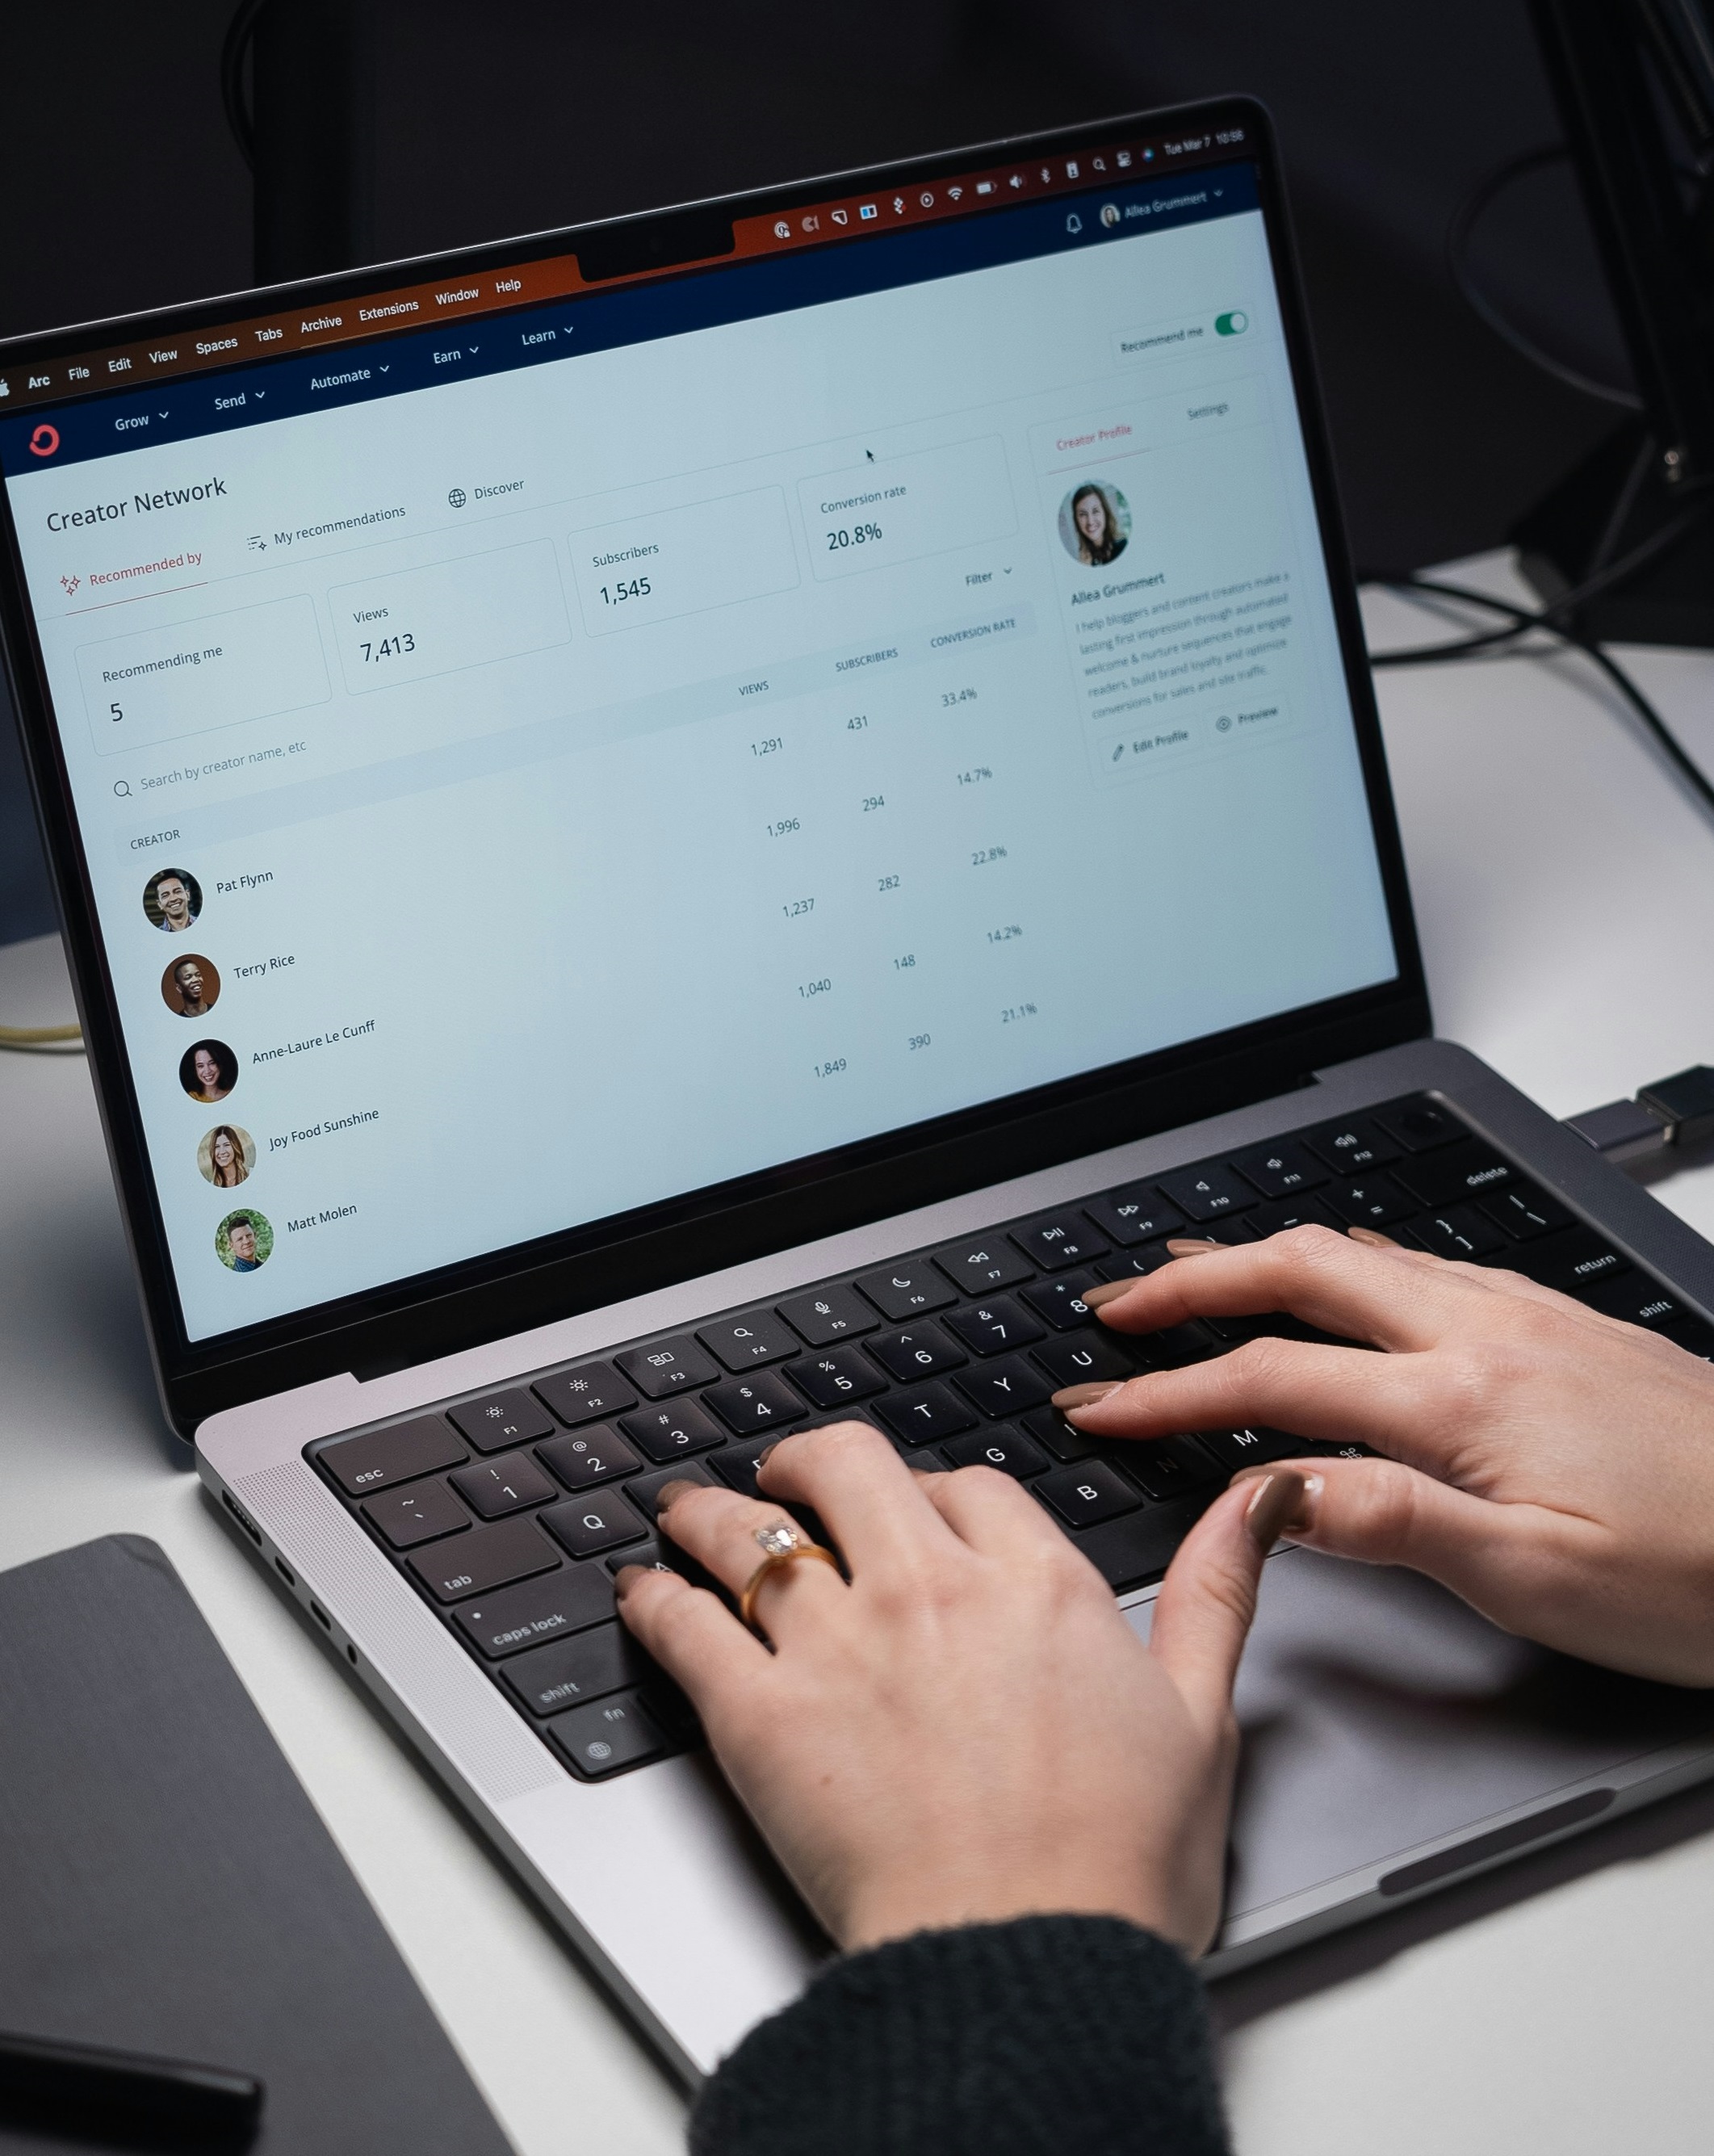 Arc File Edit View Spaces Tabs Archive Extensions Window Help
Tue Mar 7 10:56
Grow Send Automate Earn Learn
Allea Grummert
Creator Network
Recommend me
Recommended by My recommendations Discover
Recommending me
5
Views
7,413
Subscribers
1,545
Conversion rate
20.8%
Search by creator name, etc
Filter
CREATOR VIEWS SUBSCRIBERS CONVERSION RATE
Pat Flynn 1,291 431 33.4%
Terry Rice 1,996 294 14.7%
Anne-Laure Le Cunff 1,237 282 22.8%
Joy Food Sunshine 1,040 148 14.2%
Matt Molen 1,849 390 21.1%
Creator Profile Settings
Allea Grummert
I help bloggers and content creators make a
lasting first impression through automated
welcome & nurture sequences that engage
readers, build brand loyalty and optimize
conversions for sales and site traffic.
Edit Profile Preview
esc F1 F2 F3 F4 F5 F6 F7 F8 F9 F10 F11 F12
~ ` ! 1 @ 2 # 3 $ 4 % 5 ^ 6 & 7 * 8 ( + = delete
tab Q T Y U } ] | \
caps lock A G return
shift B N M shift
fn